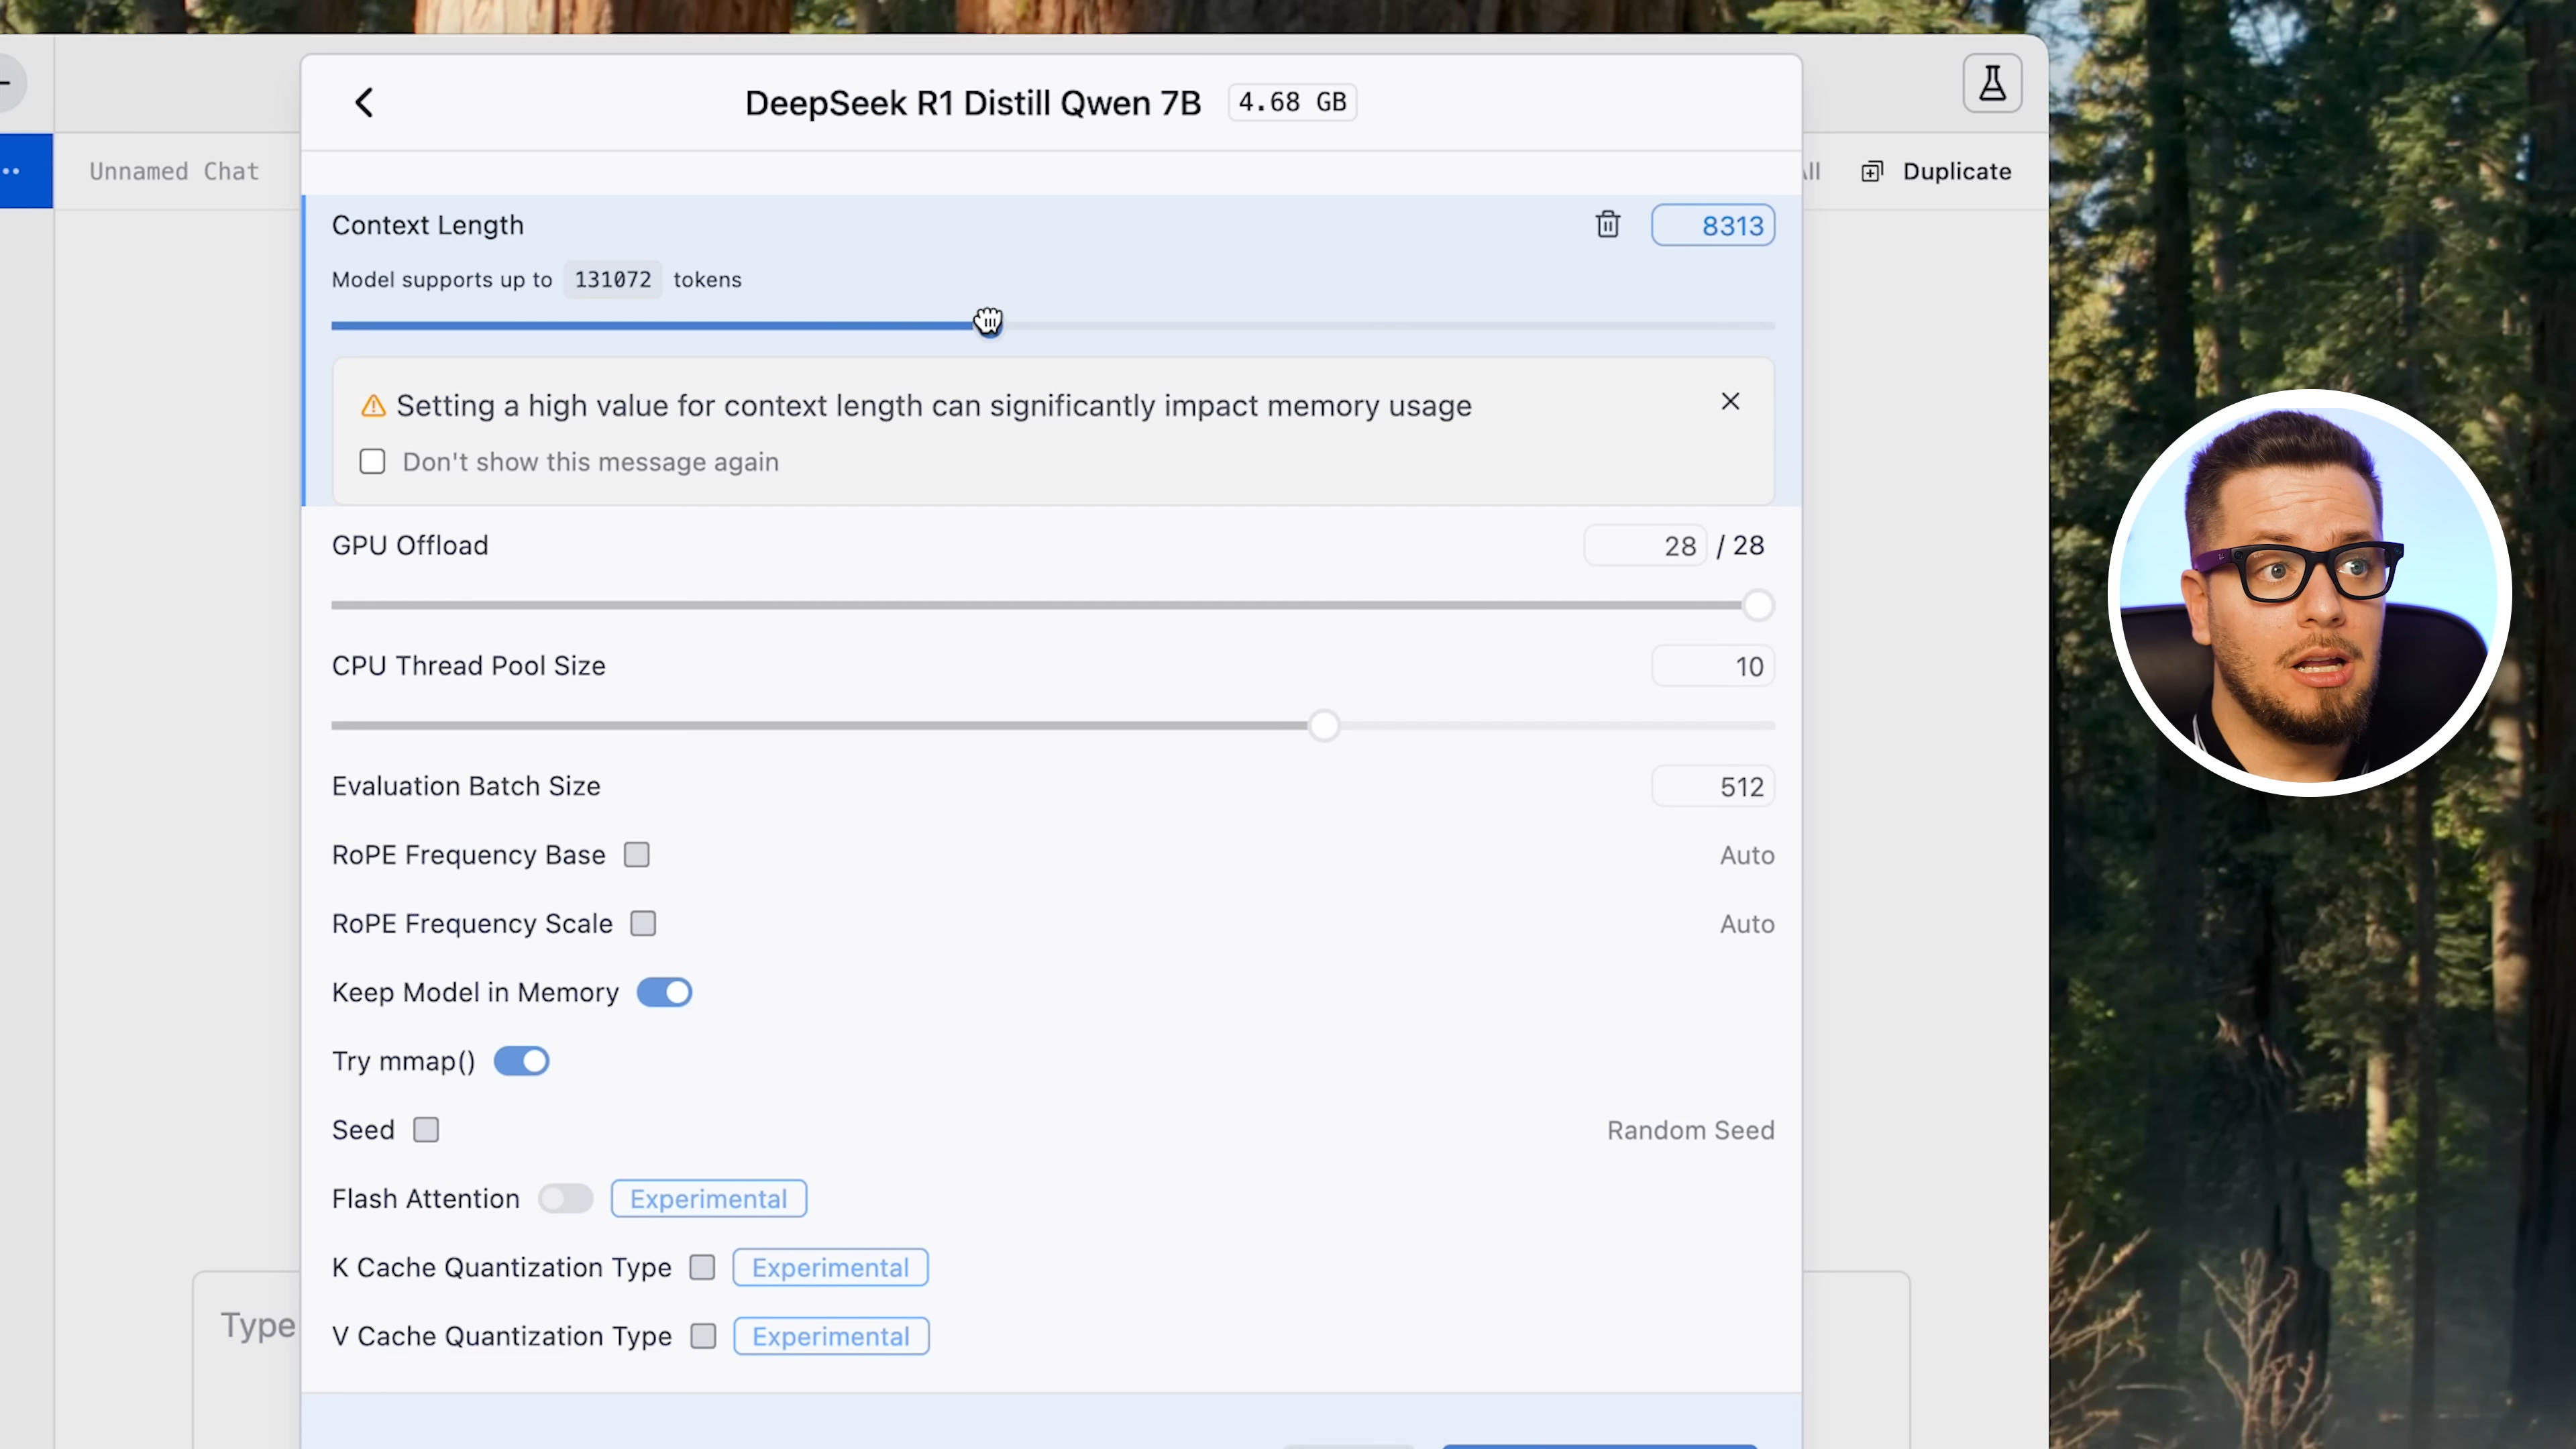 DeepSeek R1 Distill Qwen 7B 4.68 GB
Unnamed Chat
Duplicate
Context Length 8313
Model supports up to 131072 tokens
Setting a high value for context length can significantly impact memory usage
Don't show this message again
GPU Offload 28 / 28
CPU Thread Pool Size 10
Evaluation Batch Size 512
RoPE Frequency Base Auto
RoPE Frequency Scale Auto
Keep Model in Memory
Try mmap()
Seed Random Seed
Flash Attention Experimental
K Cache Quantization Type Experimental
Type
V Cache Quantization Type Experimental